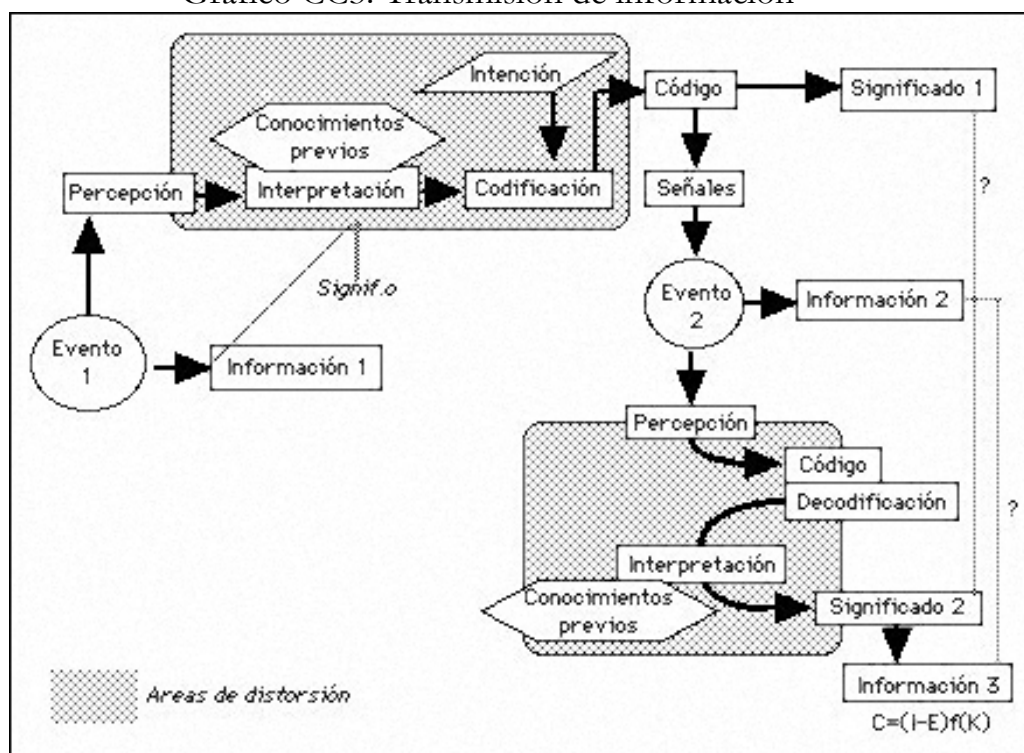 Gráfico CC3: Transmisión de información
Intención
Código
Significado 1
Conocimientos
previos
Percepción
Interpretación
Codificación
Señales
?
Signif.o
Evento
1
Información 1
Evento
2
Información 2
Percepción
Código
Decodificación
?
Interpretación
Conocimientos
previos
Significado 2
Información 3
C=(I-E)f(K)
Areas de distorsión